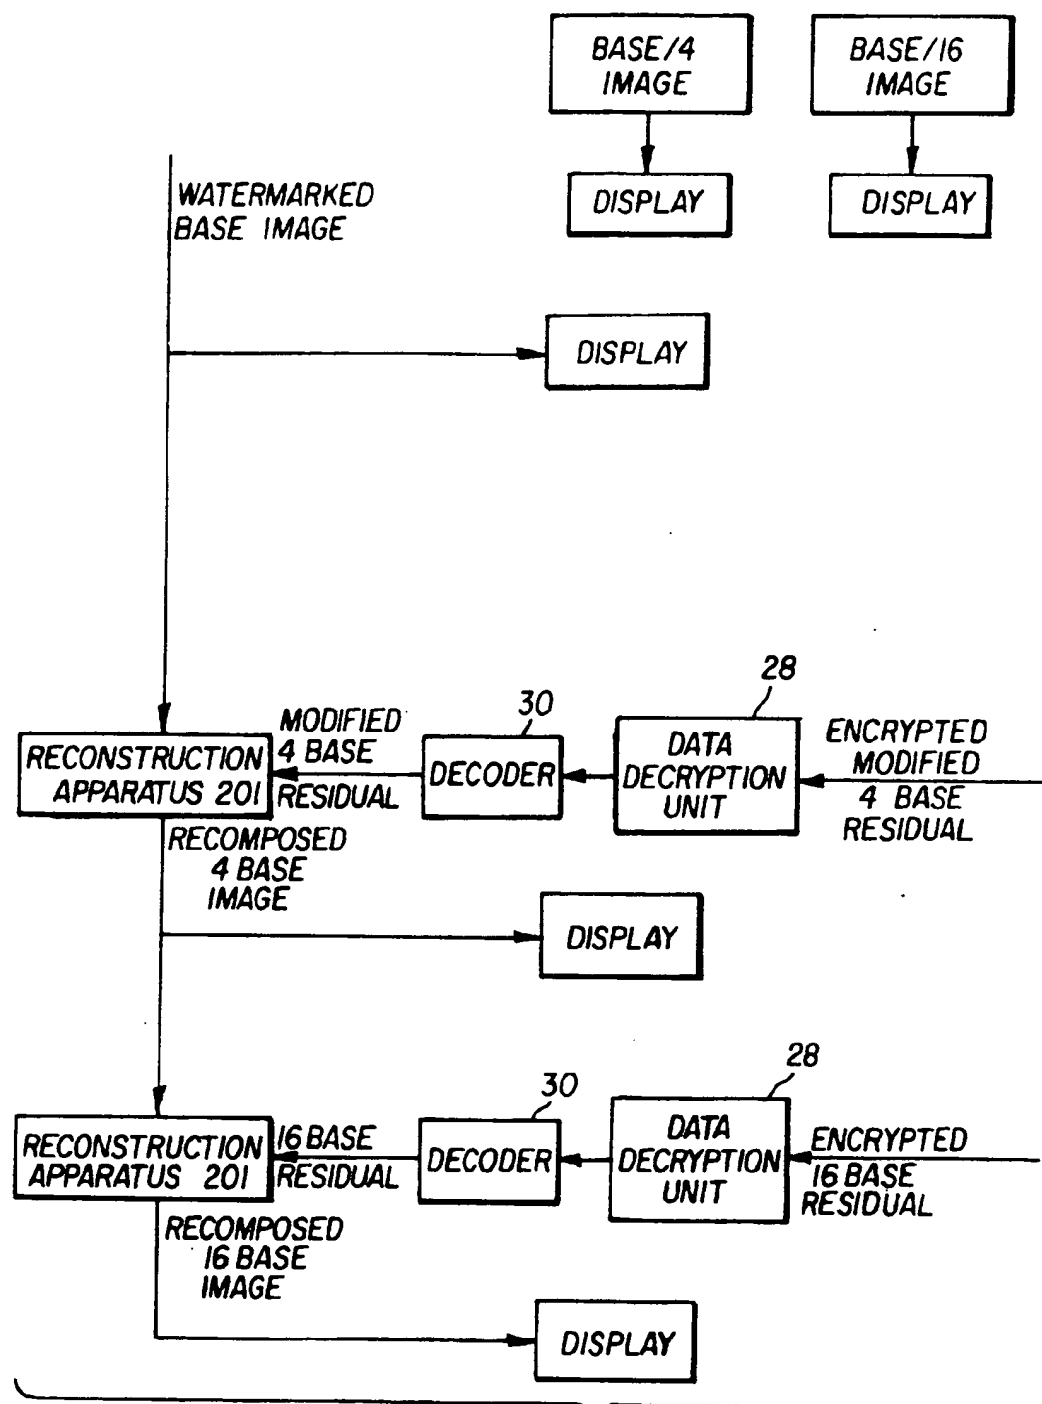 BASE/4
IMAGE
BASE/16
IMAGE
DISPLAY
DISPLAY
WATERMARKED
BASE IMAGE
DISPLAY
28
30
MODIFIED
4 BASE
RESIDUAL
RECONSTRUCTION
APPARATUS 201
DECODER
DATA
DECRYPTION
UNIT
ENCRYPTED
MODIFIED
4 BASE
RESIDUAL
RECOMPOSED
4 BASE
IMAGE
DISPLAY
28
30
RECONSTRUCTION
APPARATUS 201
16 BASE
RESIDUAL
DECODER
DATA
DECRYPTION
UNIT
ENCRYPTED
16 BASE
RESIDUAL
RECOMPOSED
16 BASE
IMAGE
DISPLAY